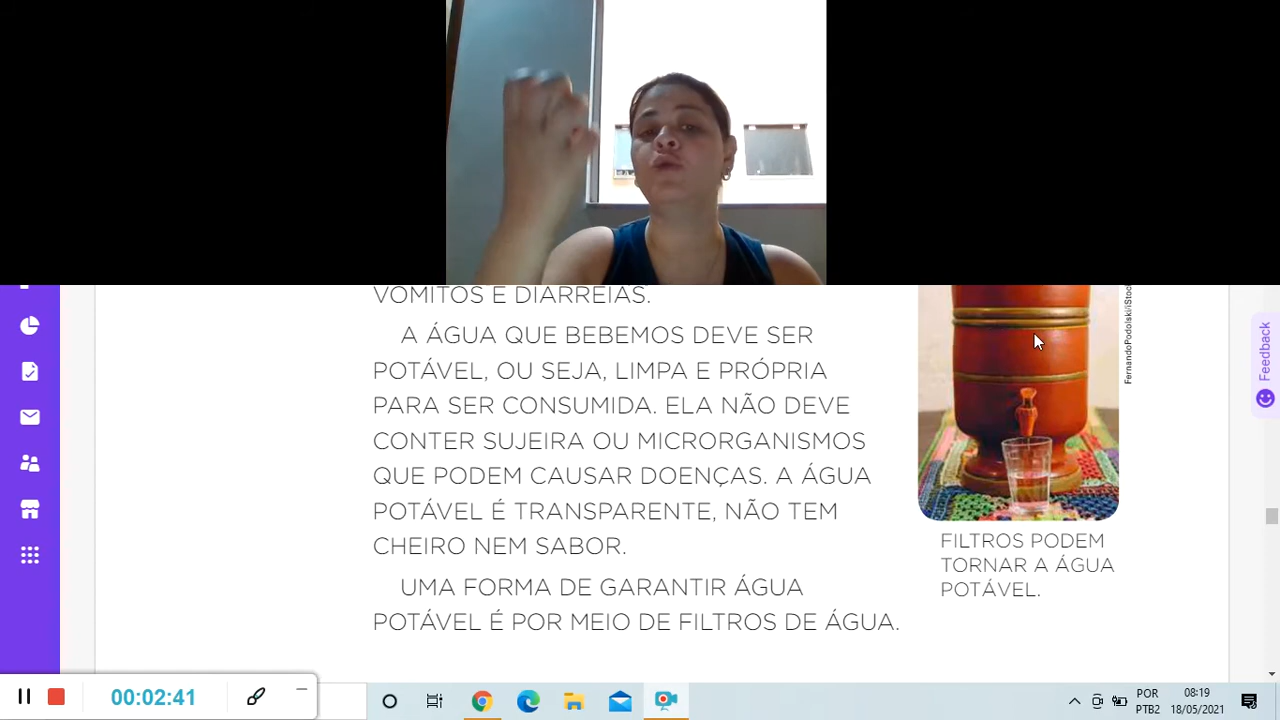 VÔMITOS E DIARREIAS.
A ÁGUA QUE BEBEMOS DEVE SER
POTÁVEL, OU SEJA, LIMPA E PRÓPRIA
PARA SER CONSUMIDA. ELA NÃO DEVE
CONTER SUJEIRA OU MICRORGANISMOS
QUE PODEM CAUSAR DOENÇAS. A ÁGUA
POTÁVEL É TRANSPARENTE, NÃO TEM
CHEIRO NEM SABOR.
UMA FORMA DE GARANTIR ÁGUA
POTÁVEL É POR MEIO DE FILTROS DE ÁGUA.
FILTROS PODEM
TORNAR A ÁGUA
POTÁVEL.
Feedback
00:02:41
POR
PTB2
08:19
18/05/2021